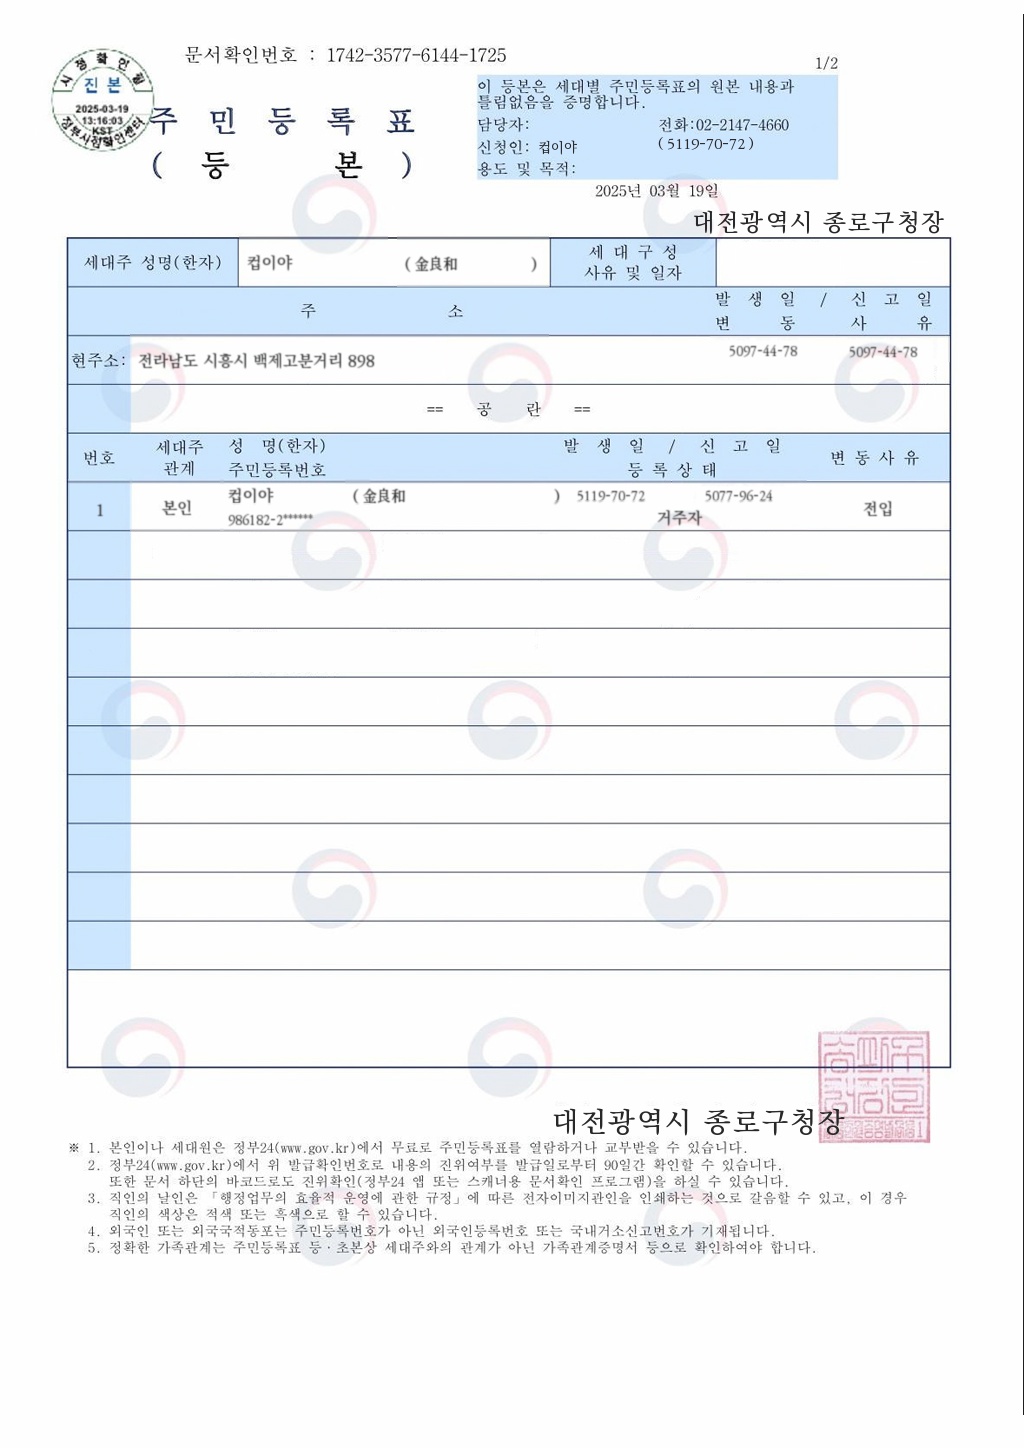 문서확인번호 : 1742-3577-6144-1725
1/2
시점확인필
진본
2025-03-19
13:16:03
KST
정부시점확인센터
주 민 등 록 표
( 등 본 )
이 등본은 세대별 주민등록표의 원본 내용과
틀림없음을 증명합니다.
담당자: 전화:02-2147-4660
신청인: 컵이야 (5119-70-72)
용도 및 목적:
2025년 03월 19일
대전광역시 종로구청장
세대주 성명(한자) 컵이야 (金良和 ) 세 대 구 성
사유 및 일자
주 소 발 생 일 / 신 고 일
변 동 사 유
현주소: 전라남도 시흥시 백제고분거리 898 5097-44-78 5097-44-78
== 공 란 ==
번호 세대주 관계 성 명(한자) 주민등록번호 발 생 일 / 신 고 일 등 록 상 태 변 동 사 유
1 본인 컵이야 (金良和 ) 5119-70-72 5077-96-24 전입
986182-2****** 거주자
대전광역시 종로구청장
※ 1. 본인이나 세대원은 정부24(www.gov.kr)에서 무료로 주민등록표를 열람하거나 교부받을 수 있습니다.
2. 정부24(www.gov.kr)에서 위 발급확인번호로 내용의 진위여부를 발급일로부터 90일간 확인할 수 있습니다.
또한 문서 하단의 바코드로도 진위확인(정부24 앱 또는 스캐너용 문서확인 프로그램)을 하실 수 있습니다.
3. 직인의 날인은 「행정업무의 효율적 운영에 관한 규정」에 따른 전자이미지관인을 인쇄하는 것으로 갈음할 수 있고, 이 경우
직인의 색상은 적색 또는 흑색으로 할 수 있습니다.
4. 외국인 또는 외국국적동포는 주민등록번호가 아닌 외국인등록번호 또는 국내거소신고번호가 기재됩니다.
5. 정확한 가족관계는 주민등록표 등·초본상 세대주와의 관계가 아닌 가족관계증명서 등으로 확인하여야 합니다.